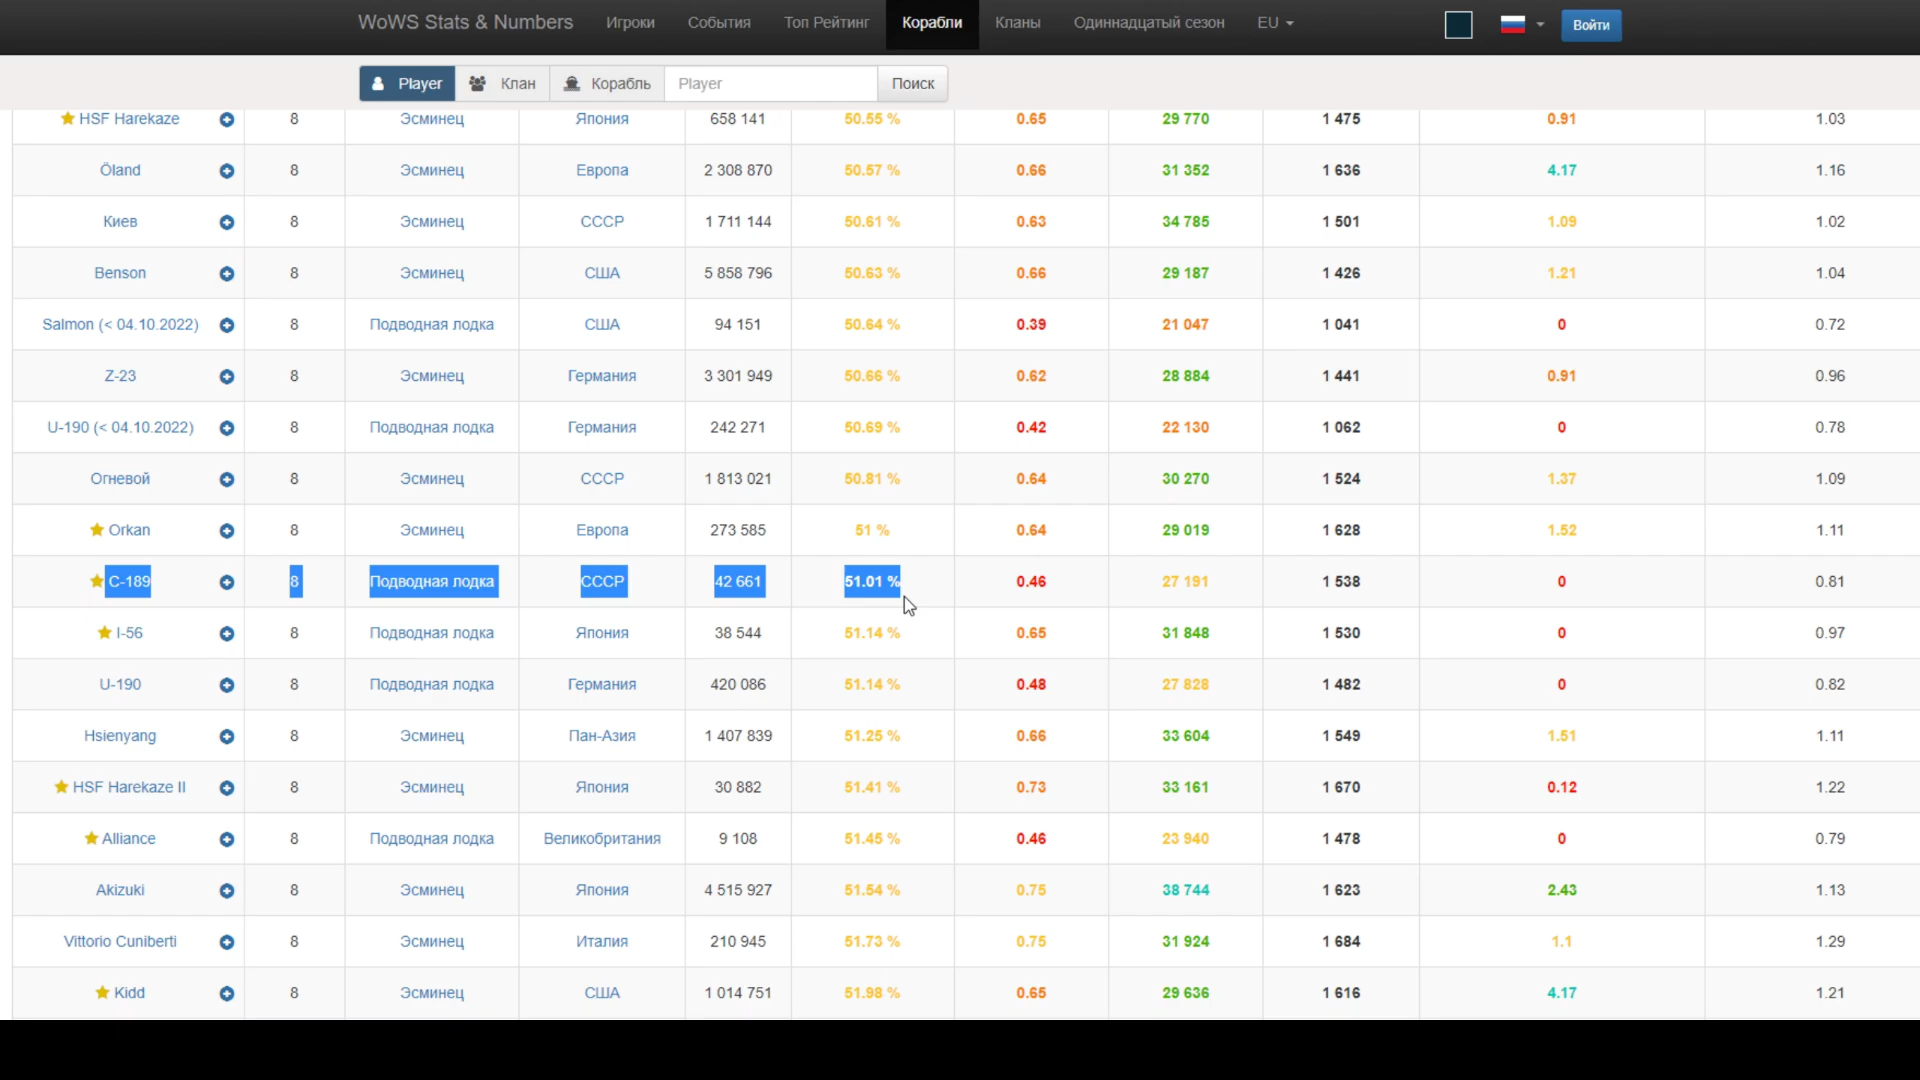 WoWS Stats & Numbers Игроки События Топ Рейтинг Корабли Кланы Одиннадцатый сезон EU Войти
Player Клан Корабль Player Поиск
HSF Harekaze 8 Эсминец Япония 658 141 50.55 % 0.65 29 770 1 475 0.91 1.03
Öland 8 Эсминец Европа 2 308 870 50.57 % 0.66 31 352 1 636 4.17 1.16
Киев 8 Эсминец СССР 1 711 144 50.61 % 0.63 34 785 1 501 1.09 1.02
Benson 8 Эсминец США 5 858 796 50.63 % 0.66 29 187 1 426 1.21 1.04
Salmon (< 04.10.2022) 8 Подводная лодка США 94 151 50.64 % 0.39 21 047 1 041 0 0.72
Z-23 8 Эсминец Германия 3 301 949 50.66 % 0.62 28 884 1 441 0.91 0.96
U-190 (< 04.10.2022) 8 Подводная лодка Германия 242 271 50.69 % 0.42 22 130 1 062 0 0.78
Огневой 8 Эсминец СССР 1 813 021 50.81 % 0.64 30 270 1 524 1.37 1.09
Orkan 8 Эсминец Европа 273 585 51 % 0.64 29 019 1 628 1.52 1.11
С-189 8 Подводная лодка СССР 42 661 51.01 % 0.46 27 191 1 538 0 0.81
I-56 8 Подводная лодка Япония 38 544 51.14 % 0.65 31 848 1 530 0 0.97
U-190 8 Подводная лодка Германия 420 086 51.14 % 0.48 27 828 1 482 0 0.82
Hsienyang 8 Эсминец Пан-Азия 1 407 839 51.25 % 0.66 33 604 1 549 1.51 1.11
HSF Harekaze II 8 Эсминец Япония 30 882 51.41 % 0.73 33 161 1 670 0.12 1.22
Alliance 8 Подводная лодка Великобритания 9 108 51.45 % 0.46 23 940 1 478 0 0.79
Akizuki 8 Эсминец Япония 4 515 927 51.54 % 0.75 38 744 1 623 2.43 1.13
Vittorio Cuniberti 8 Эсминец Италия 210 945 51.73 % 0.75 31 924 1 684 1.1 1.29
Kidd 8 Эсминец США 1 014 751 51.98 % 0.65 29 636 1 616 4.17 1.21